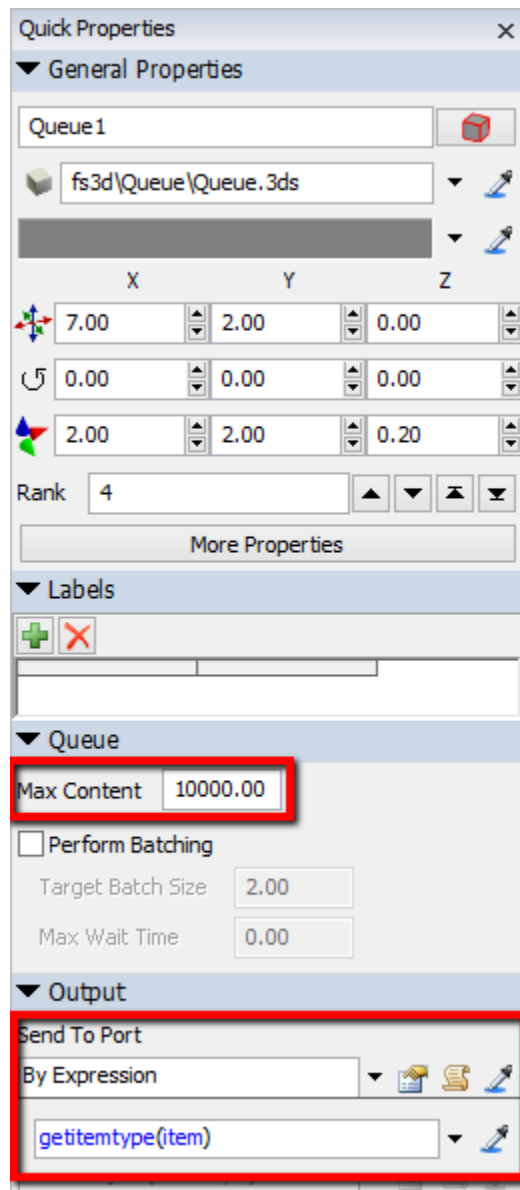 Quick Properties
General Properties
Queue1
fs3d\Queue\Queue.3ds
X Y Z
7.00 2.00 0.00
0.00 0.00 0.00
2.00 2.00 0.20
Rank 4
More Properties
Labels
Queue
Max Content 10000.00
Perform Batching
Target Batch Size 2.00
Max Wait Time 0.00
Output
Send To Port
By Expression
getitemtype(item)